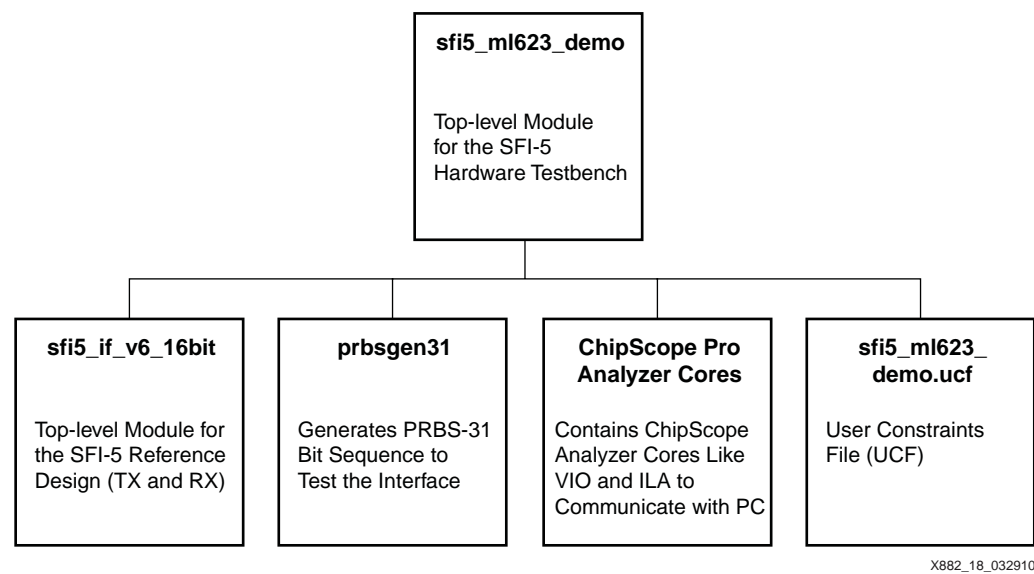 sfi5_ml623_demo
Top-level Module
for the SFI-5
Hardware Testbench
sfi5_if_v6_16bit
Top-level Module for
the SFI-5 Reference
Design (TX and RX)
prbsgen31
Generates PRBS-31
Bit Sequence to
Test the Interface
ChipScope Pro
Analyzer Cores
Contains ChipScope
Analyzer Cores Like
VIO and ILA to
Communicate with PC
sfi5_ml623_
demo.ucf
User Constraints
File (UCF)
X882_18_032910